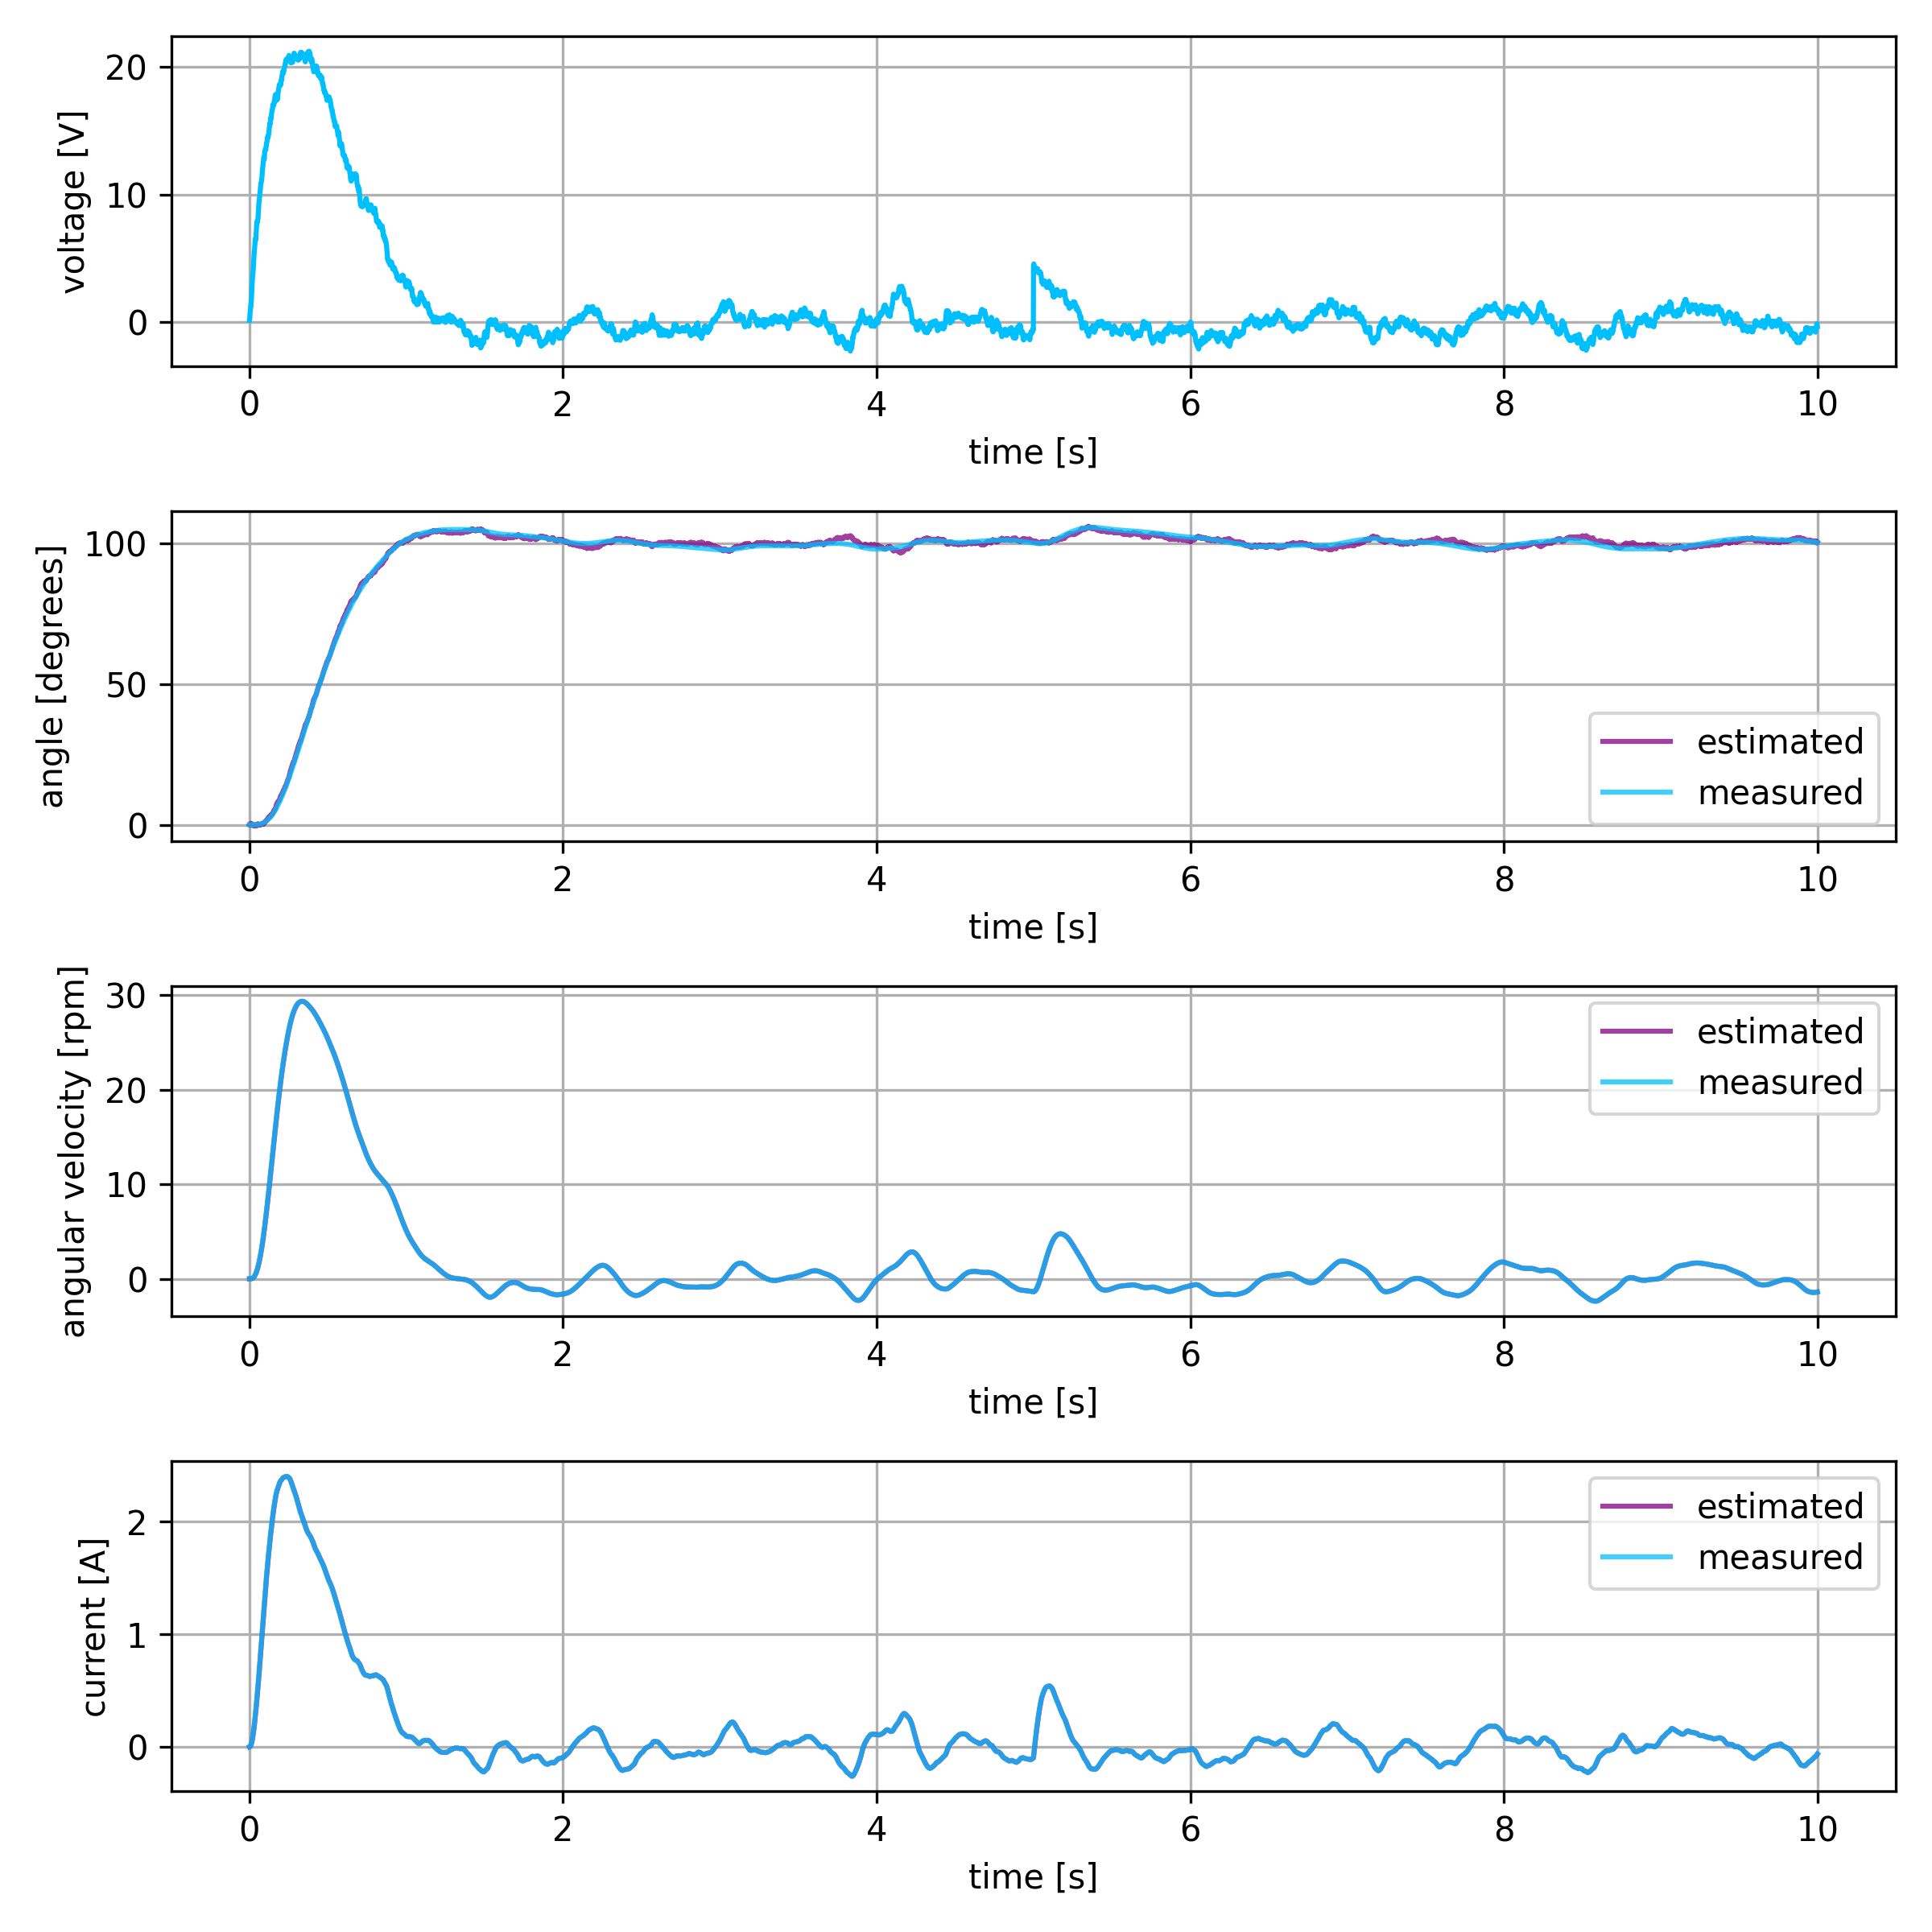 voltage [V]
20
10
0
0 2 4 6 8 10
time [s]
angle [degrees]
100
50
0
estimated
measured
0 2 4 6 8 10
time [s]
angular velocity [rpm]
30
20
10
0
estimated
measured
0 2 4 6 8 10
time [s]
current [A]
2
1
0
estimated
measured
0 2 4 6 8 10
time [s]